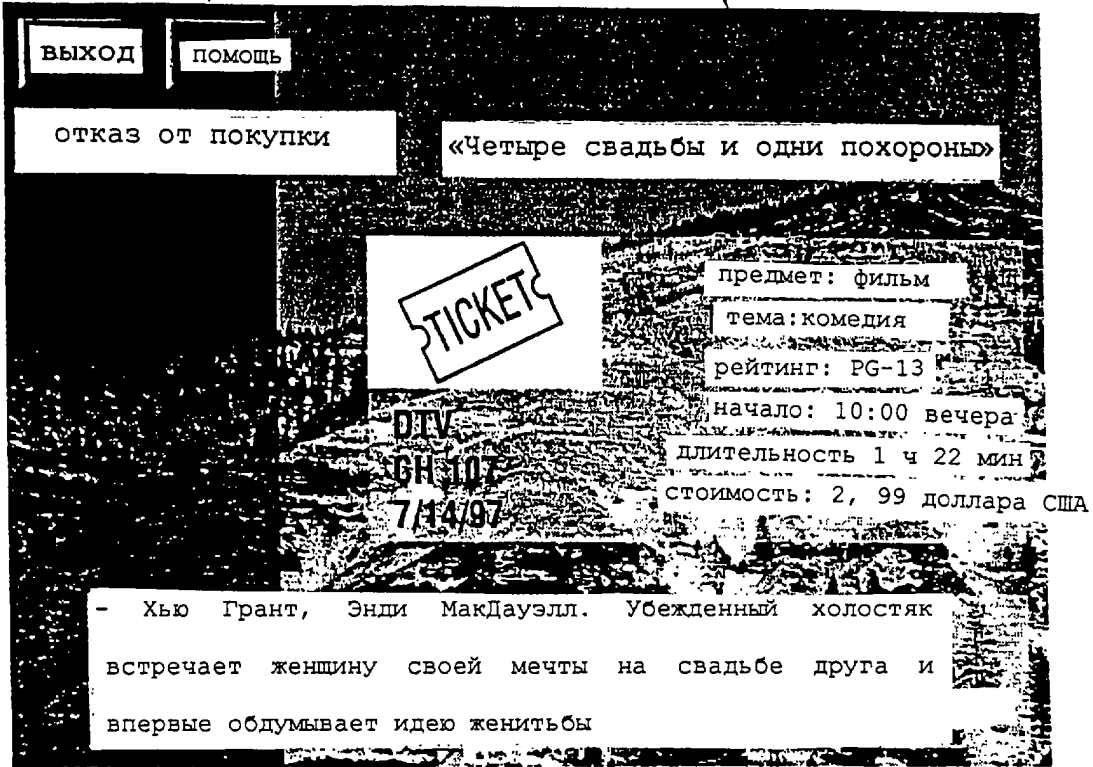 выход
помощь
отказ от покупки
«Четыре свадьбы и одни похороны»
TICKET
предмет: фильм
тема:комедия
рейтинг: PG-13
начало: 10:00 вечера
длительность 1 ч 22 мин
стоимость: 2, 99 доллара США
DTV
CH 107
7/14/97
- Хью Грант, Энди МакДауэлл. Убежденный холостяк
встречает женщину своей мечты на свадьбе друга и
впервые обдумывает идею женитьбы